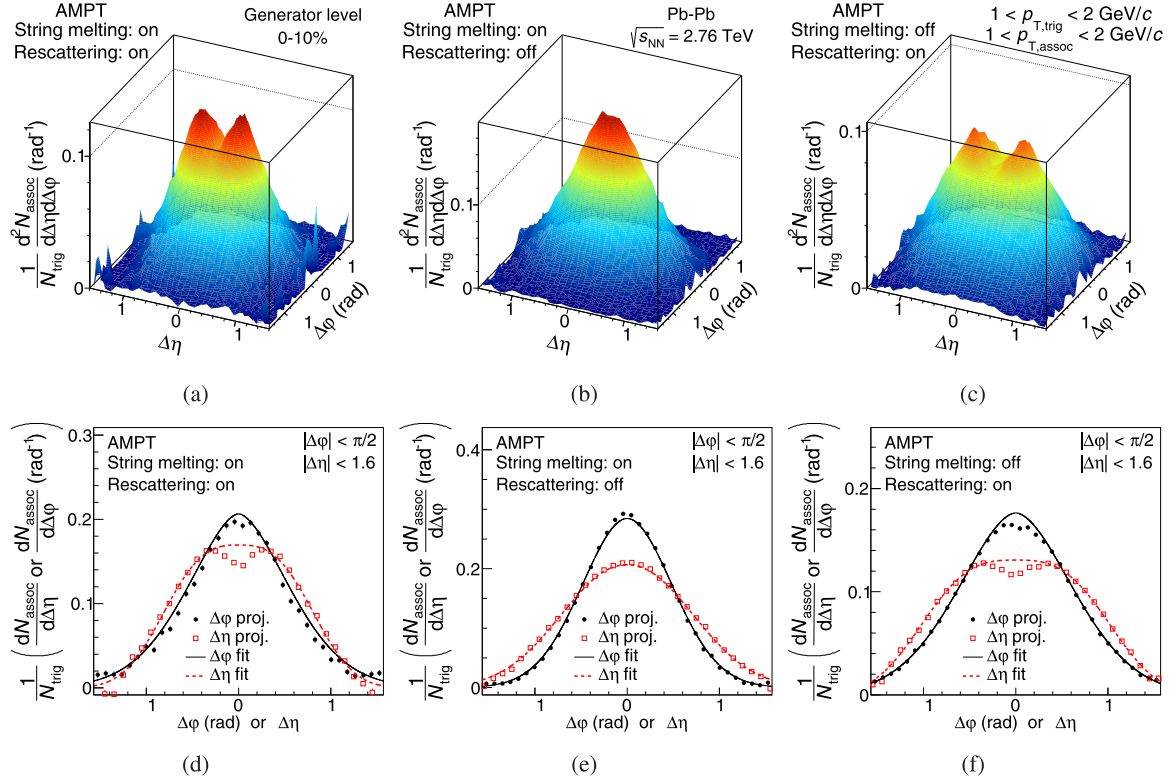 AMPT
String melting: on
Rescattering: on
Generator level
0-10%
0.1
0
1/N_trig d²N_assoc/dΔηdΔφ (rad⁻¹)
1 0 1
Δη
1 0 1
Δφ (rad)
(a)
AMPT
String melting: on
Rescattering: off
Pb-Pb
√s_NN = 2.76 TeV
0.1
0
1/N_trig d²N_assoc/dΔηdΔφ (rad⁻¹)
1 0 1
Δη
1 0 1
Δφ (rad)
(b)
AMPT
String melting: off
Rescattering: on
1 < p_T,trig < 2 GeV/c
1 < p_T,assoc < 2 GeV/c
0.1
0
1/N_trig d²N_assoc/dΔηdΔφ (rad⁻¹)
1 0 1
Δη
1 0 1
Δφ (rad)
(c)
AMPT
String melting: on
Rescattering: on
|Δφ| < π/2
|Δη| < 1.6
0.3
0.2
0.1
0
1/N_trig (dN_assoc/dΔη or dN_assoc/dΔφ (rad⁻¹))
Δφ proj.
Δη proj.
Δφ fit
Δη fit
1 0 1
Δφ (rad) or Δη
(d)
AMPT
String melting: on
Rescattering: off
|Δφ| < π/2
|Δη| < 1.6
0.4
0.2
0
1/N_trig (dN_assoc/dΔη or dN_assoc/dΔφ (rad⁻¹))
Δφ proj.
Δη proj.
Δφ fit
Δη fit
1 0 1
Δφ (rad) or Δη
(e)
AMPT
String melting: off
Rescattering: on
|Δφ| < π/2
|Δη| < 1.6
0.2
0.1
0
1/N_trig (dN_assoc/dΔη or dN_assoc/dΔφ (rad⁻¹))
Δφ proj.
Δη proj.
Δφ fit
Δη fit
1 0 1
Δφ (rad) or Δη
(f)